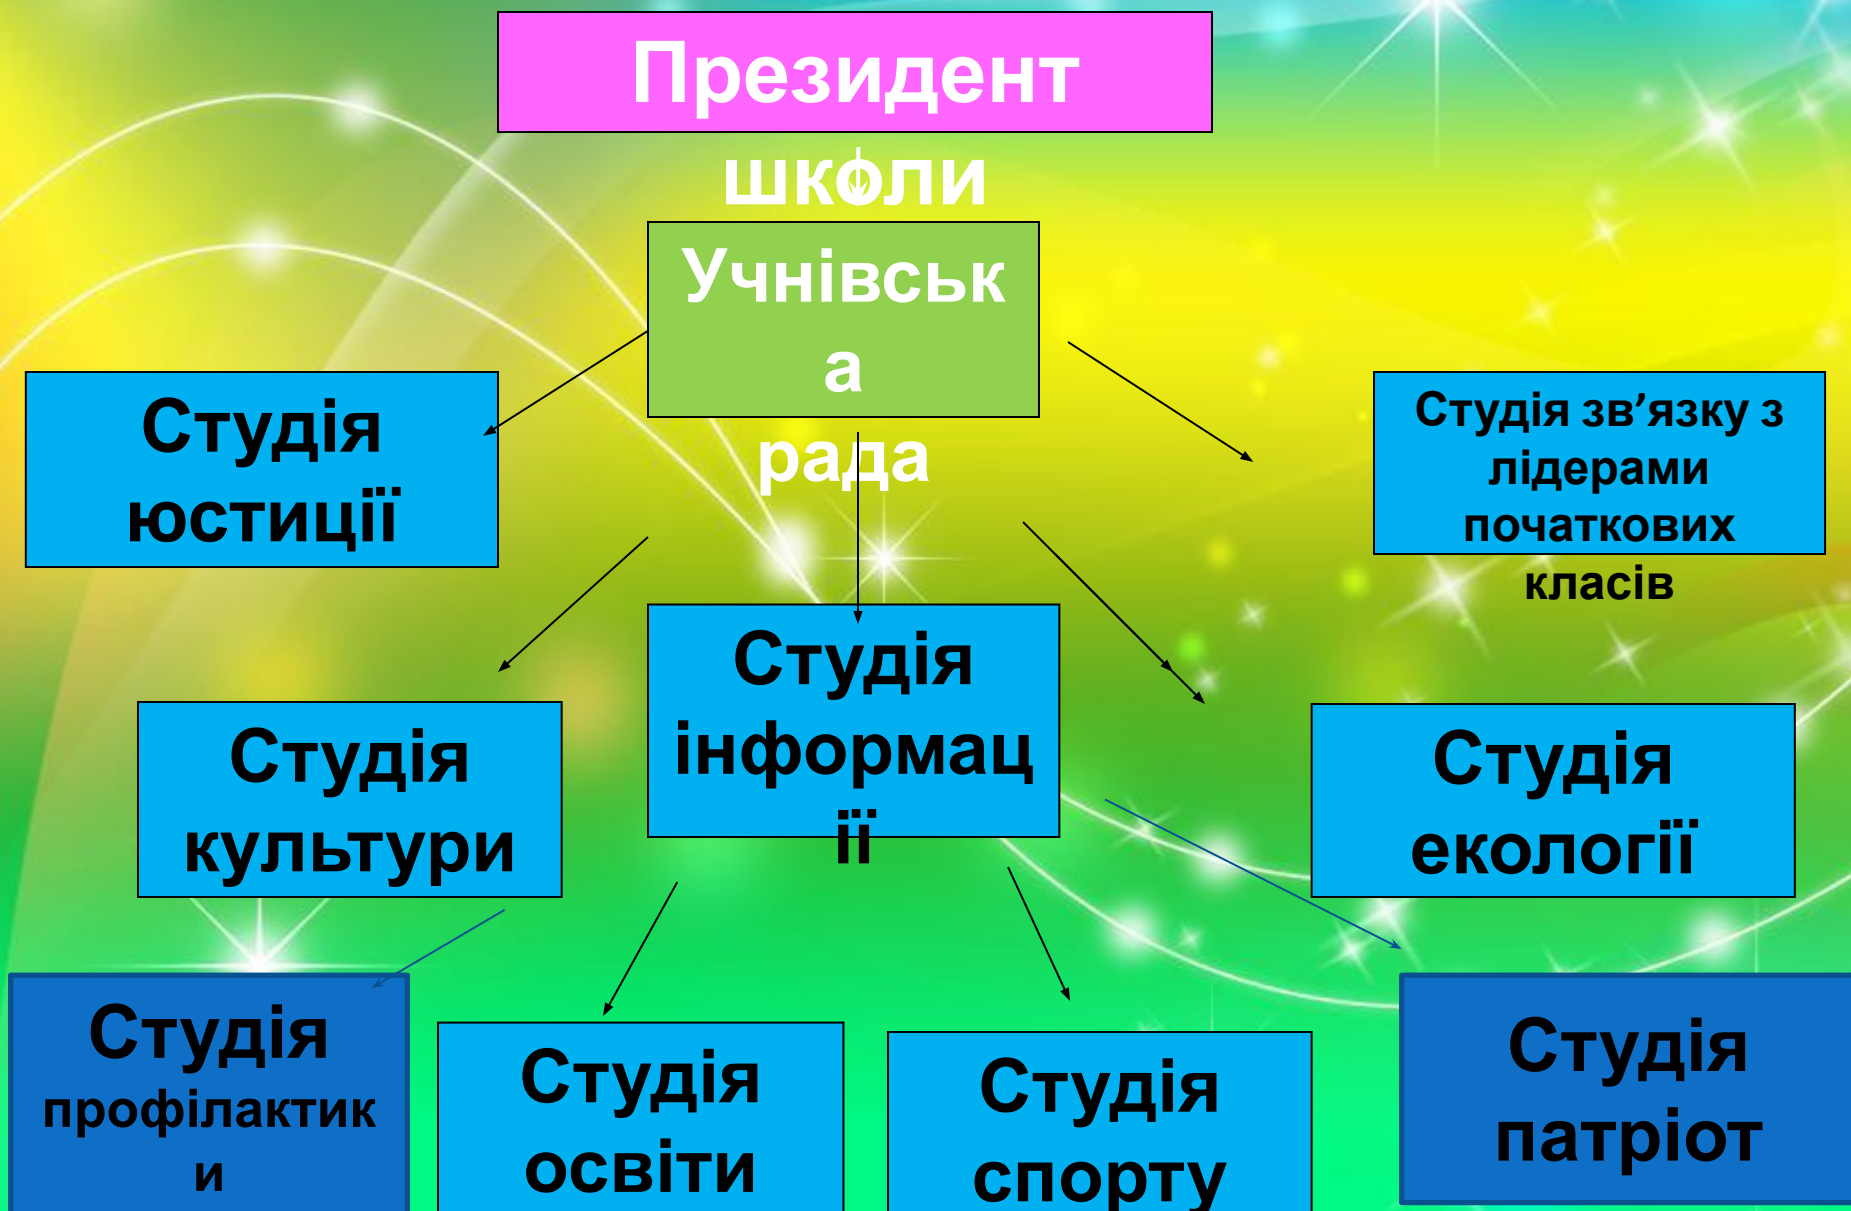 Президент
школи
Учнівськ
а
рада
Студія
юстиції
Студія зв’язку з
лідерами
початкових
класів
Студія
культури
Студія
інформац
ії
Студія
екології
Студія
профілактик
и
Студія
освіти
Студія
спорту
Студія
патріот